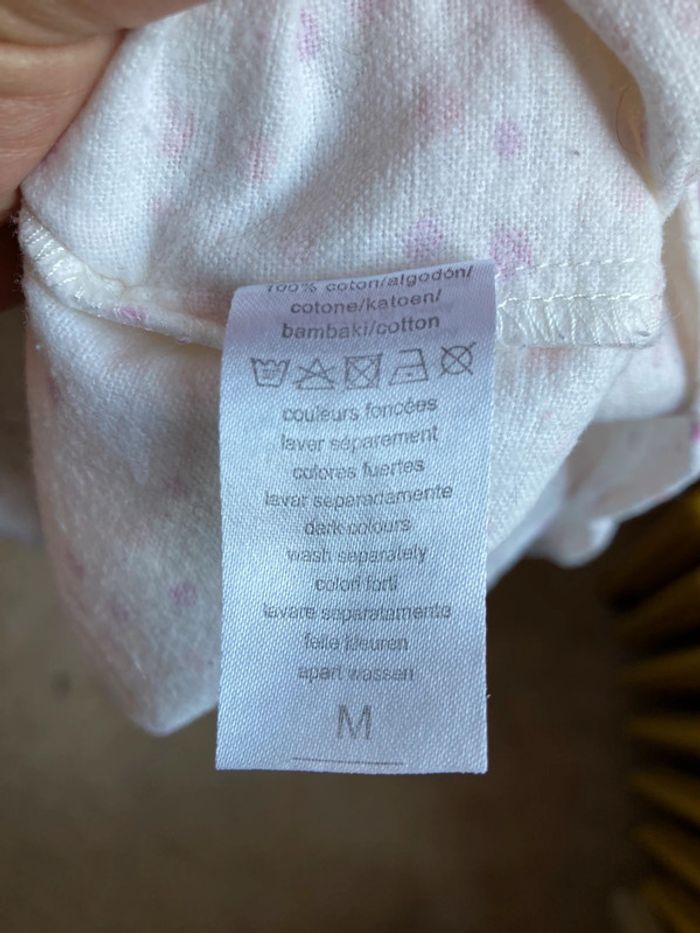 100% coton/algodón/
cotone/katoen/
bambaki/cotton
couleurs foncées
laver séparement
colores fuertes
lavar separadamente
dark colours
wash separately
colori forti
lavare separatamente
felle kleuren
apart wassen
M